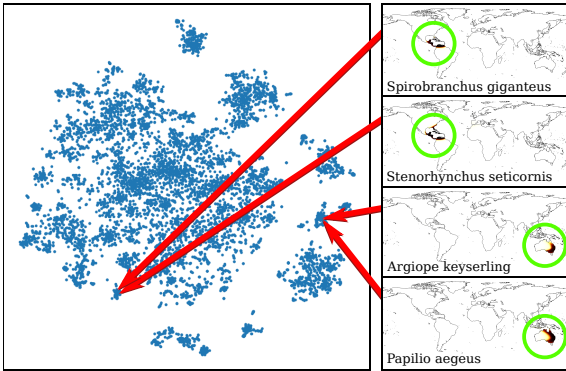 Spirobranchus giganteus
Stenorhynchus seticornis
Argiope keyserling
Papilio aegeus